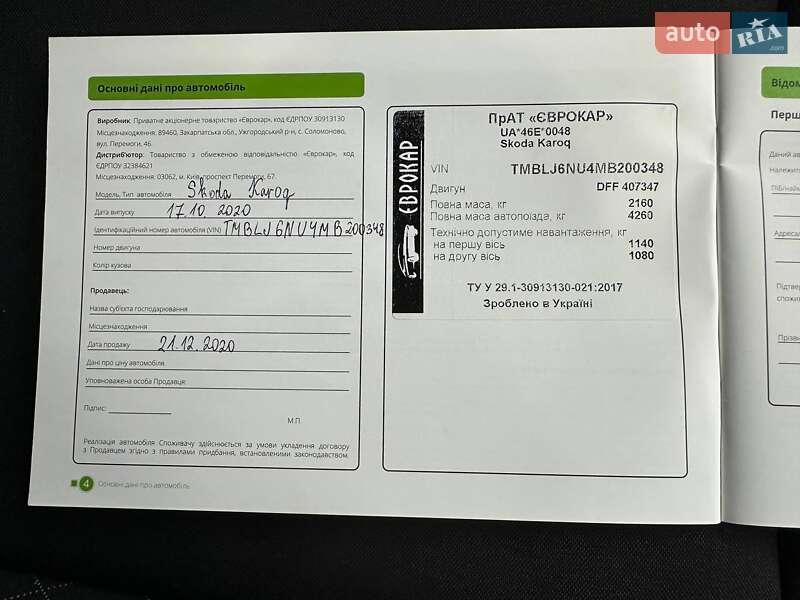 auto RIA .com
Основні дані про автомобіль
Виробник: Приватне акціонерне товариство «Єврокар», код ЄДРПОУ 30913130
Місцезнаходження: 89460, Закарпатська обл., Ужгородський р-н, с. Соломоново,
вул. Перемоги, 46.
Дистриб'ютор: Товариство з обмеженою відповідальністю «Єврокар», код
ЄДРПОУ 32384621
Місцезнаходження: 03062, м. Київ, проспект Перемоги, 67.
Модель, Тип автомобіля Skoda Karoq
Дата випуску 17.10.2020
Ідентифікаційний номер автомобіля (VIN) TMBLJ6NU4MB200348
Номер двигуна
Колір кузова
Продавець:
Назва суб'єкта господарювання
Місцезнаходження
Дата продажу 21.12.2020
Дані про ціну автомобіля
Уповноважена особа Продавця:
Підпис:
М.П.
Реалізація автомобіля Споживачу здійснюється за умови укладення договору
з Продавцем згідно з правилами придбання, встановленими законодавством.
4 Основні дані про автомобіль
ЄВРОКАР
ПрАТ «ЄВРОКАР»
UA*46E*0048
Skoda Karoq
VIN TMBLJ6NU4MB200348
Двигун DFF 407347
Повна маса, кг 2160
Повна маса автопоїзда, кг 4260
Технічно допустиме навантаження, кг
на першу вісь 1140
на другу вісь 1080
ТУ У 29.1-30913130-021:2017
Зроблено в Україні